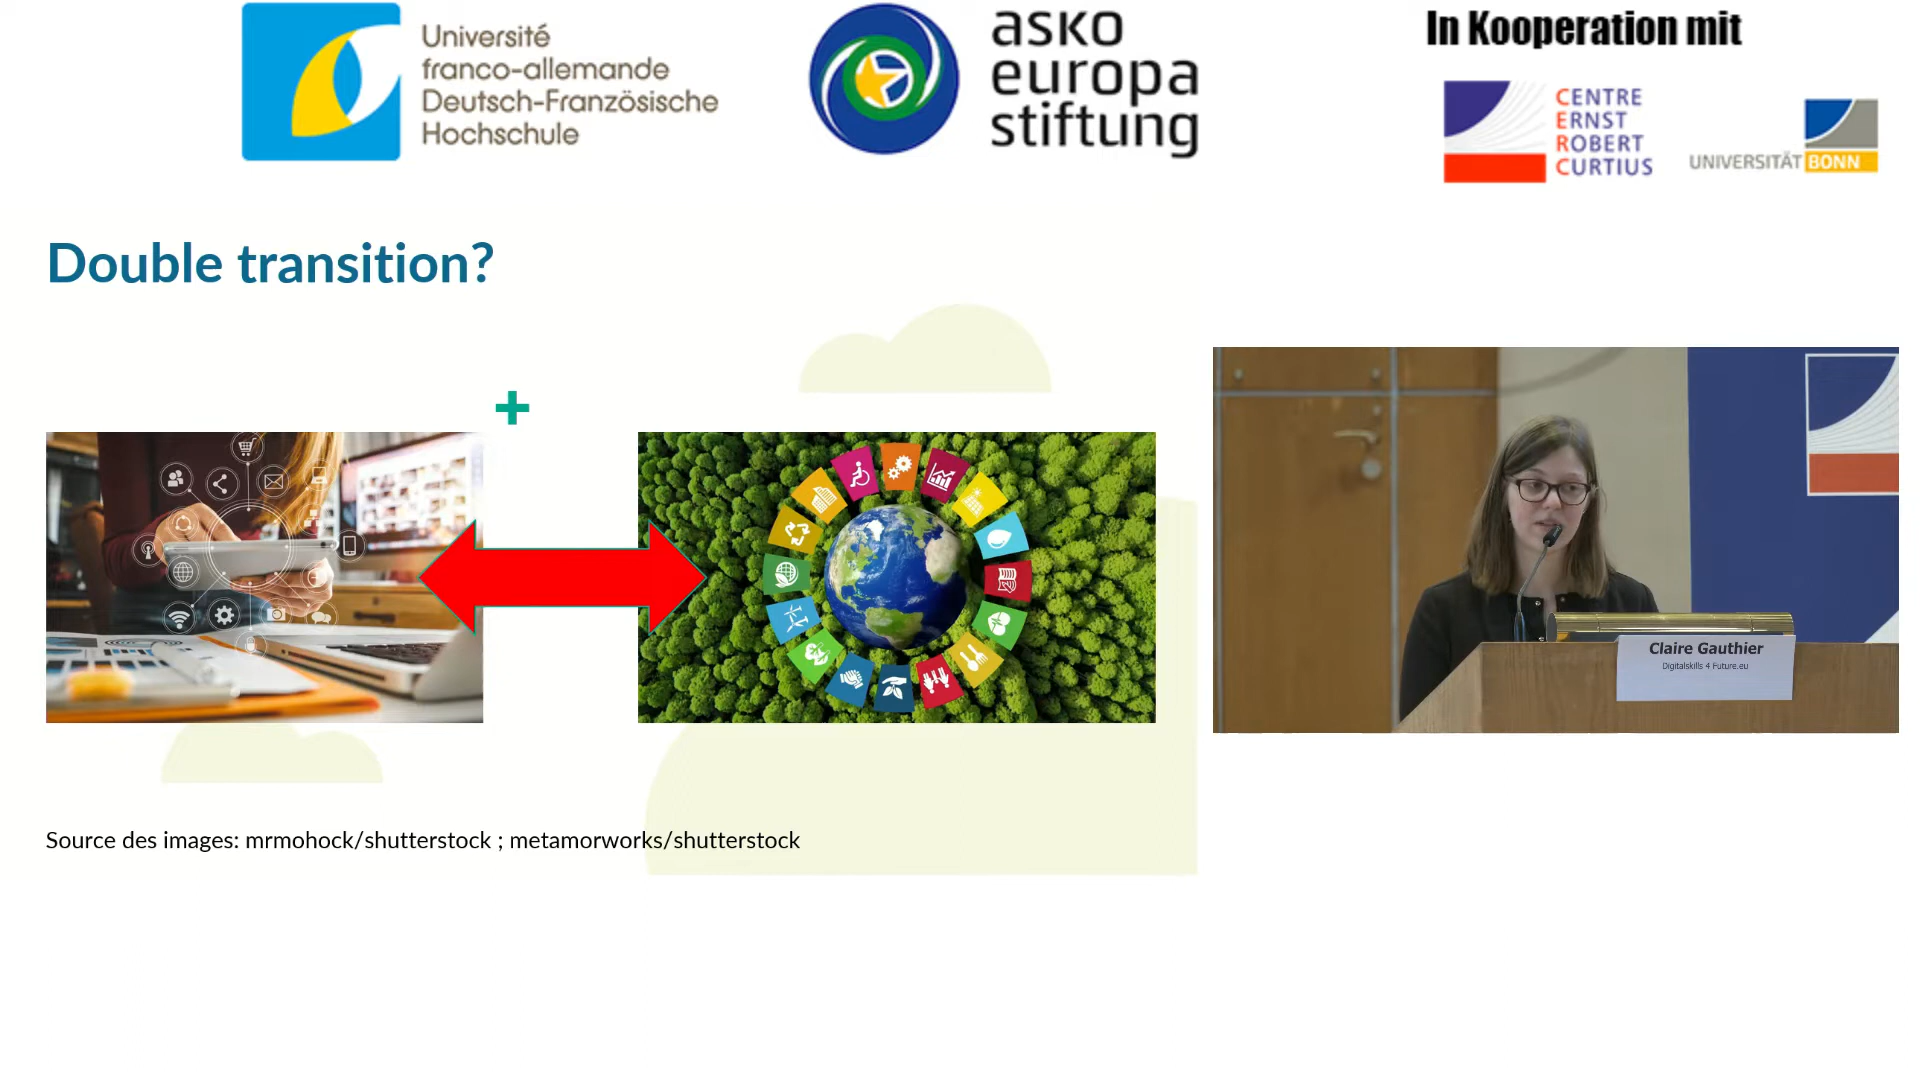 Université
franco-allemande
Deutsch-Französische
Hochschule
asko
europa
stiftung
In Kooperation mit
CENTRE
ERNST
ROBERT
CURTIUS
UNIVERSITÄT BONN
Double transition?
+
Claire Gauthier
Digitalskills 4 Future.eu
Source des images: mrmohock/shutterstock ; metamorworks/shutterstock